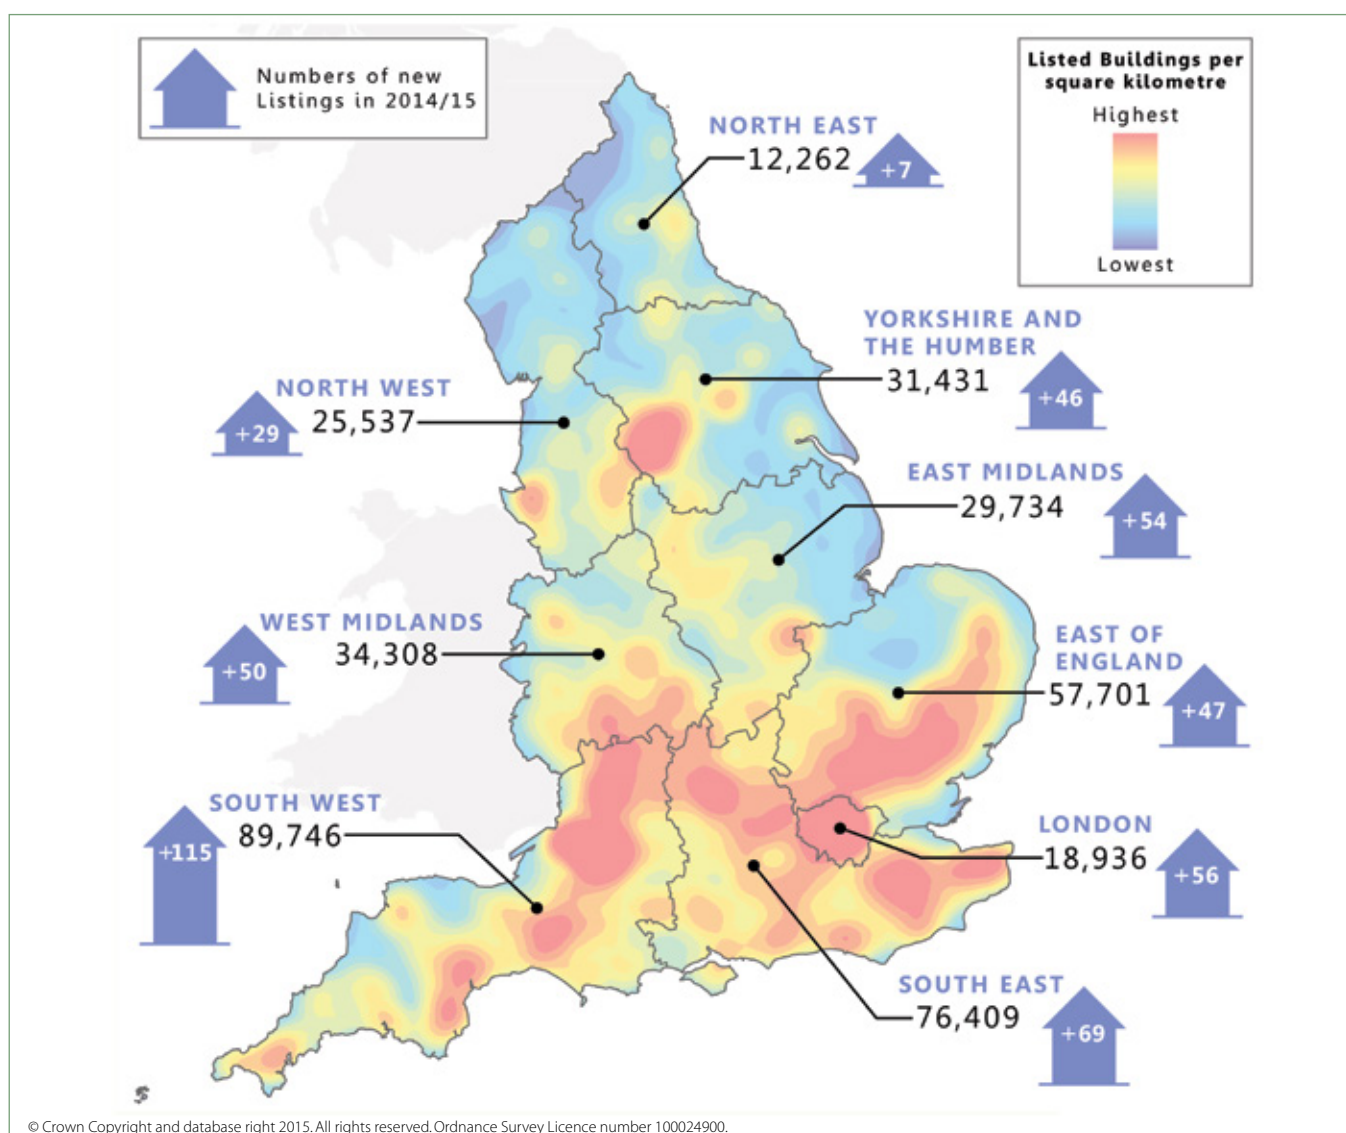 Numbers of new
Listings in 2014/15
Listed Buildings per
square kilometre
Highest
Lowest
NORTH EAST
12,262
+7
YORKSHIRE AND
THE HUMBER
31,431
+46
NORTH WEST
25,537
+29
EAST MIDLANDS
29,734
+54
WEST MIDLANDS
34,308
+50
EAST OF
ENGLAND
57,701
+47
SOUTH WEST
89,746
+115
LONDON
18,936
+56
SOUTH EAST
76,409
+69
© Crown Copyright and database right 2015. All rights reserved. Ordnance Survey Licence number 100024900.